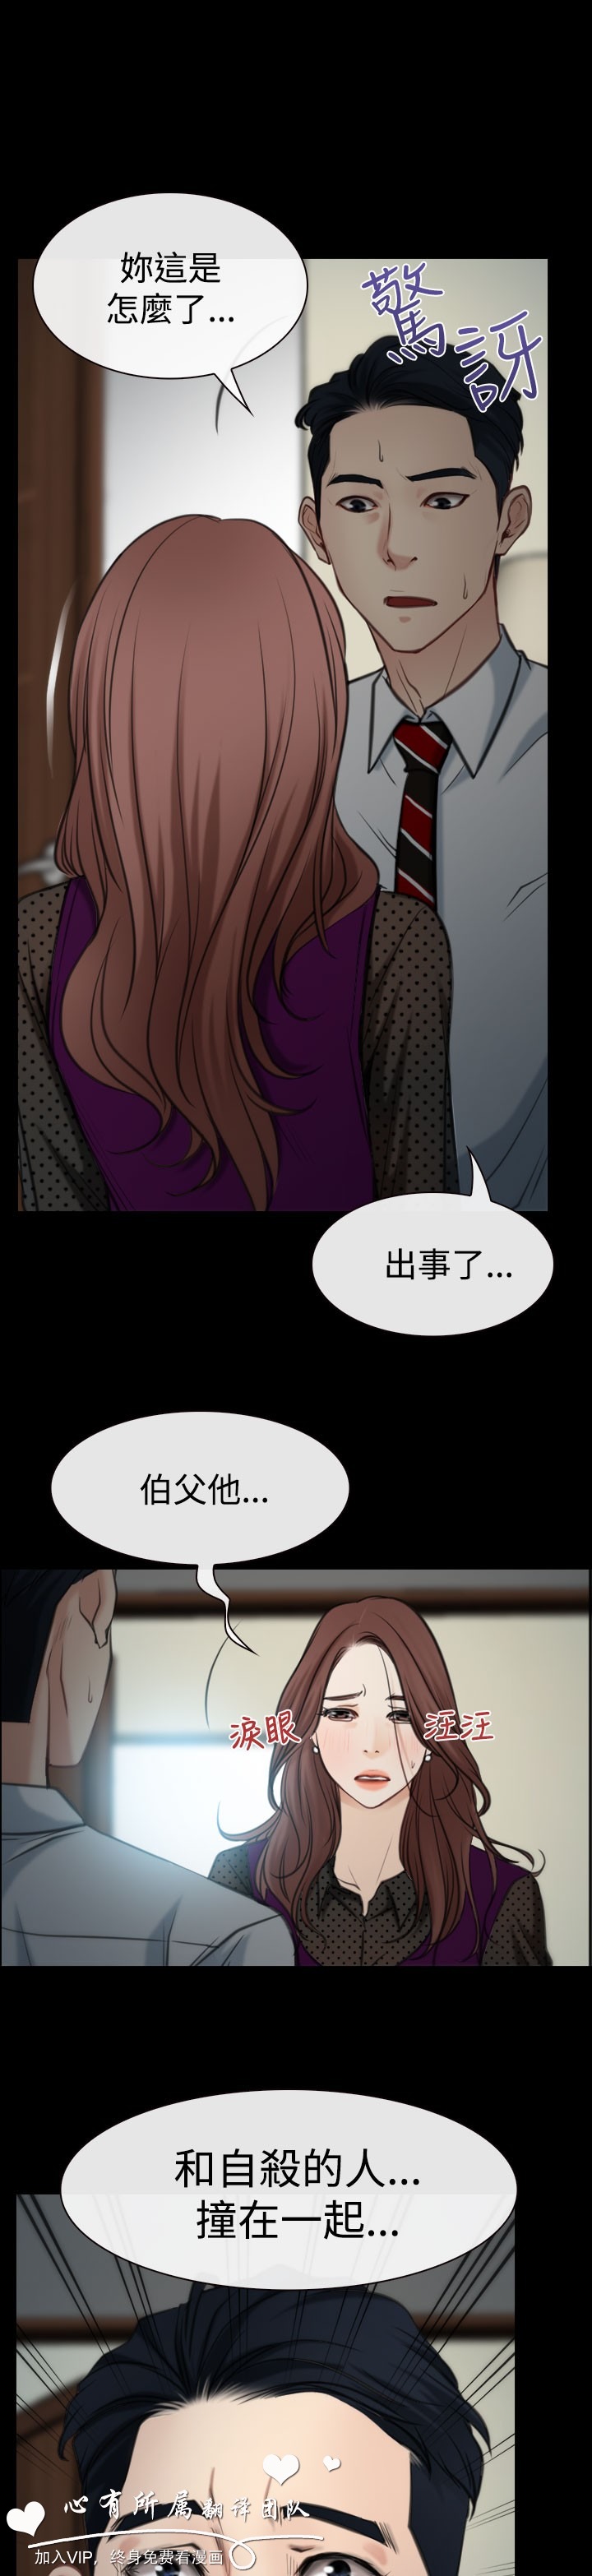 妳這是
怎麼了...
驚訝
出事了...
伯父他...
淚眼
汪汪
和自殺的人...
撞在一起...
心有所属翻译团队
加入VIP，终身免费看漫画